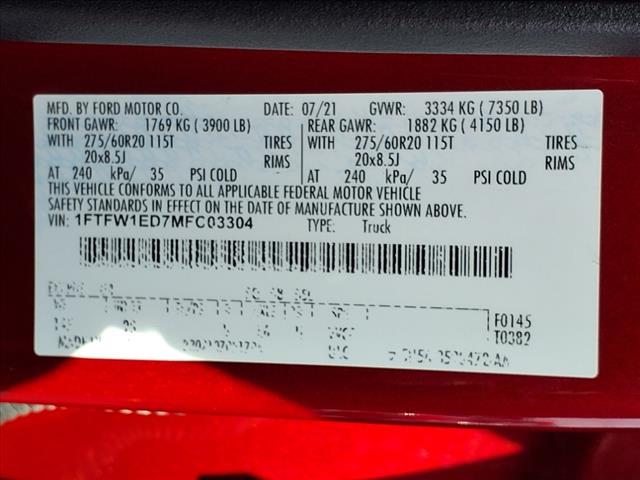 MFD. BY FORD MOTOR CO. DATE: 07/21 GVWR: 3334 KG ( 7350 LB)
FRONT GAWR: 1769 KG ( 3900 LB) REAR GAWR: 1882 KG ( 4150 LB)
WITH 275/60R20 115T TIRES WITH 275/60R20 115T TIRES
20x8.5J RIMS 20x8.5J RIMS
AT 240 kPa/ 35 PSI COLD AT 240 kPa/ 35 PSI COLD
THIS VEHICLE CONFORMS TO ALL APPLICABLE FEDERAL MOTOR VEHICLE
SAFETY STANDARDS IN EFFECT ON THE DATE OF MANUFACTURE SHOWN ABOVE.
VIN: 1FTFW1ED7MFC03304 TYPE: Truck
F0145
T0382